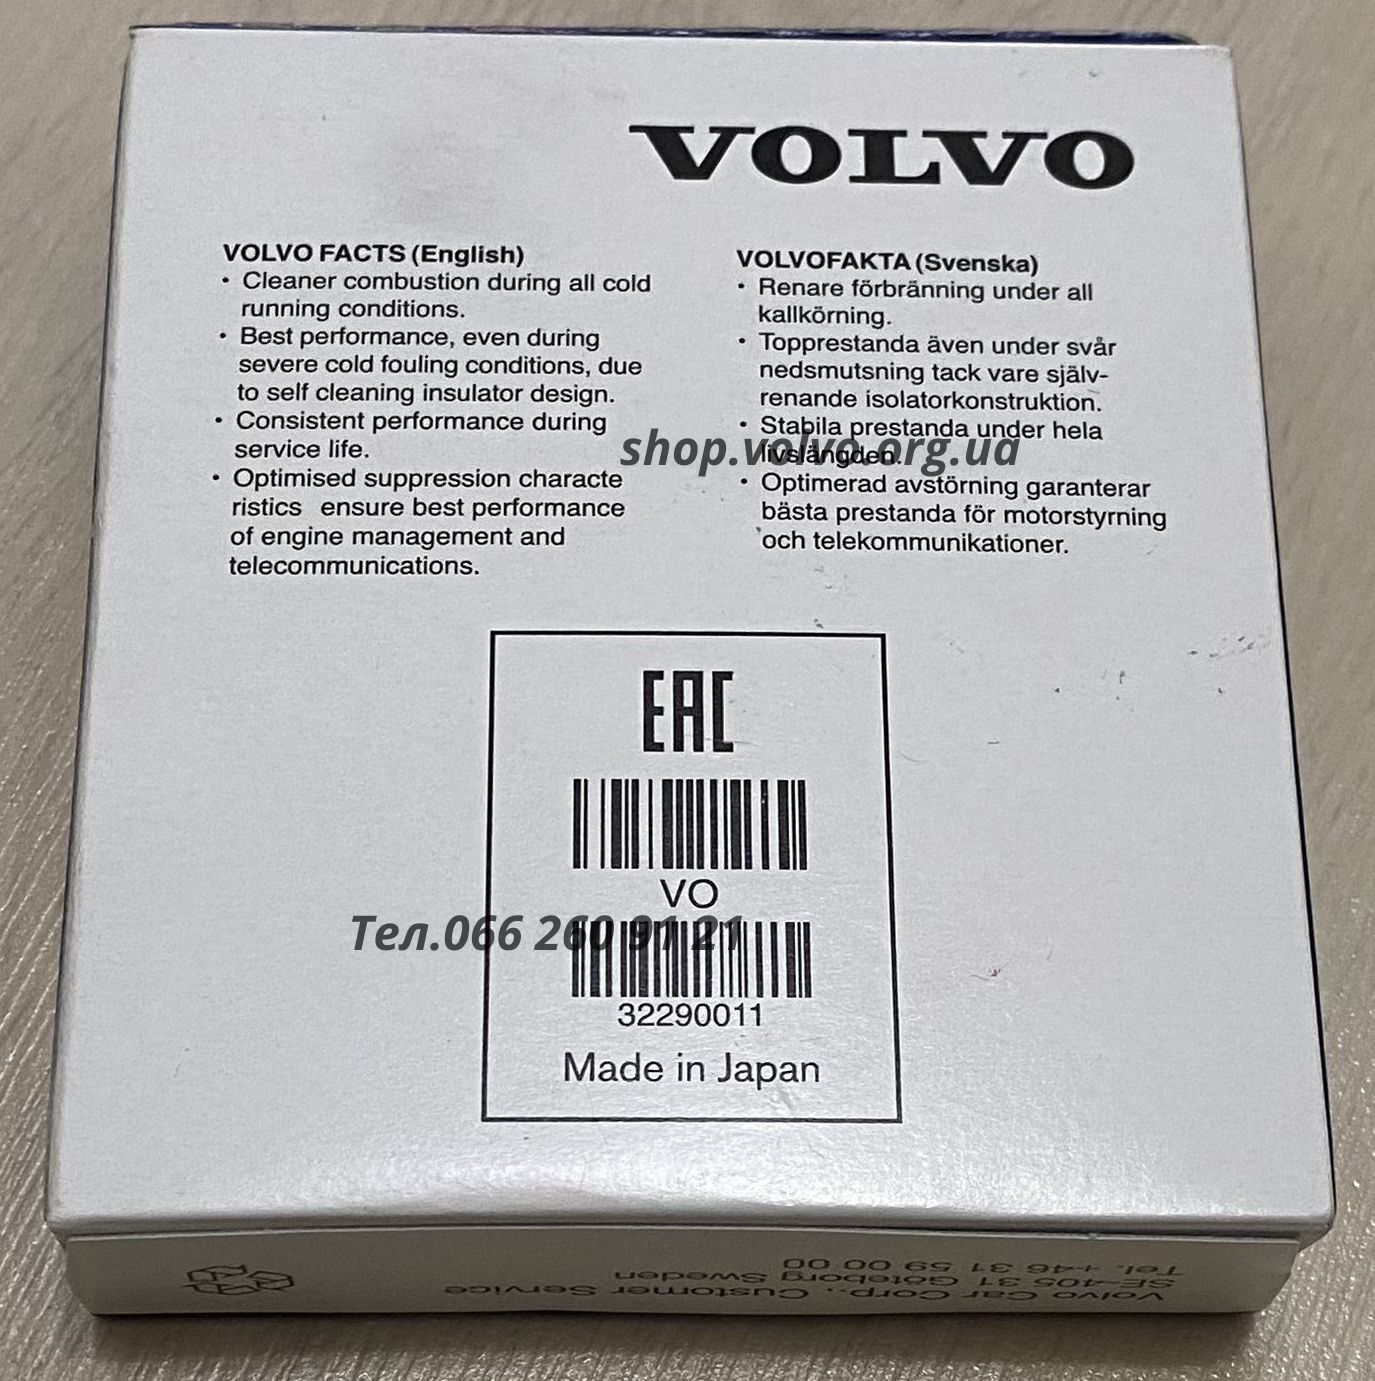 VOLVO
VOLVO FACTS (English)
• Cleaner combustion during all cold
running conditions.
• Best performance, even during
severe cold fouling conditions, due
to self cleaning insulator design.
• Consistent performance during
service life.
• Optimised suppression characte
ristics ensure best performance
of engine management and
telecommunications.
VOLVOFAKTA (Svenska)
• Renare förbränning under all
kallkörning.
• Topprestanda även under svår
nedsmutsning tack vare själv-
renande isolatorkonstruktion.
• Stabila prestanda under hela
livslängden.
• Optimerad avstörning garanterar
bästa prestanda för motorstyrning
och telekommunikationer.
shop.volvo.org.ua
EAC
VO
Тел.066 260 91 21
32290011
Made in Japan
Volvo Car Corp., Customer Service
SE-405 31 Göteborg Sweden
Tel. +46 31 59 00 00